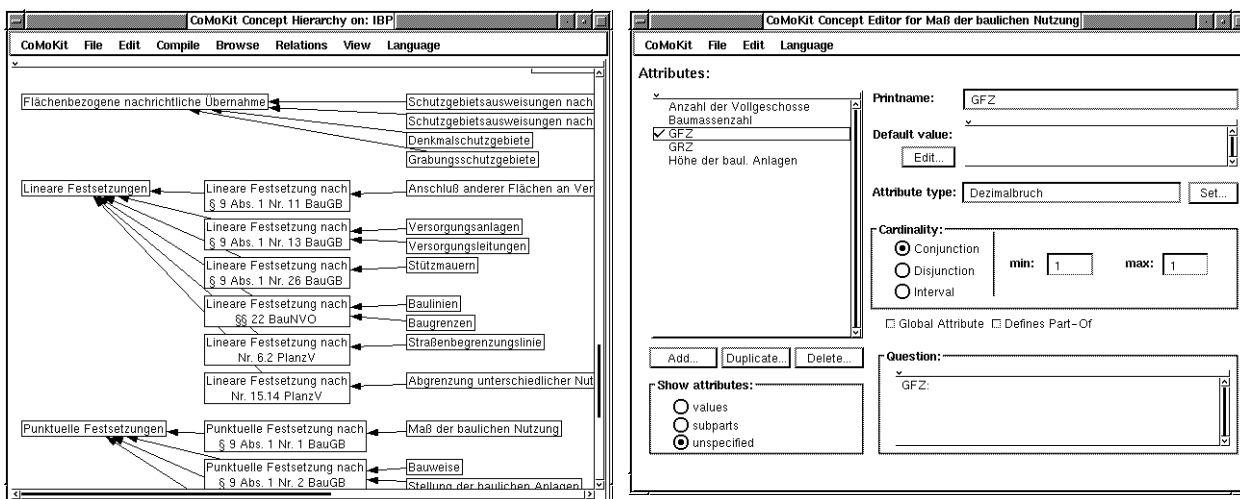 CoMoKit Concept Hierarchy on: IBP
CoMoKit File Edit Compile Browse Relations View Language
Flächenbezogene nachrichtliche Übernahme
Schutzgebietsausweisungen nach
Schutzgebietsausweisungen nach
Denkmalschutzgebiete
Grabungsschutzgebiete
Lineare Festsetzungen
Lineare Festsetzung nach
§ 9 Abs. 1 Nr. 11 BauGB
Anschluß anderer Flächen an Ver
Lineare Festsetzung nach
§ 9 Abs. 1 Nr. 13 BauGB
Versorgungsanlagen
Versorgungsleitungen
Lineare Festsetzung nach
§ 9 Abs. 1 Nr. 26 BauGB
Stützmauern
Lineare Festsetzung nach
§§ 22 BauNVO
Baulinien
Baugrenzen
Lineare Festsetzung nach
Nr. 6.2 PlanzV
Straßenbegrenzungslinie
Lineare Festsetzung nach
Nr. 15.14 PlanzV
Abgrenzung unterschiedlicher Nut
Punktuelle Festsetzungen
Punktuelle Festsetzung nach
§ 9 Abs. 1 Nr. 1 BauGB
Maß der baulichen Nutzung
Punktuelle Festsetzung nach
§ 9 Abs. 1 Nr. 2 BauGB
Bauweise
Stellung der baulichen Anlagen
CoMoKit Concept Editor for Maß der baulichen Nutzung
CoMoKit File Edit Language
Attributes:
Anzahl der Vollgeschosse
Baumassenzahl
GFZ
GRZ
Höhe der baul. Anlagen
Add... Duplicate... Delete...
Show attributes:
values
subparts
unspecified
Printname: GFZ
Default value:
Edit...
Attribute type: Dezimalbruch Set...
Cardinality:
Conjunction
Disjunction
Interval
min: 1 max: 1
Global Attribute Defines Part-Of
Question:
GFZ: